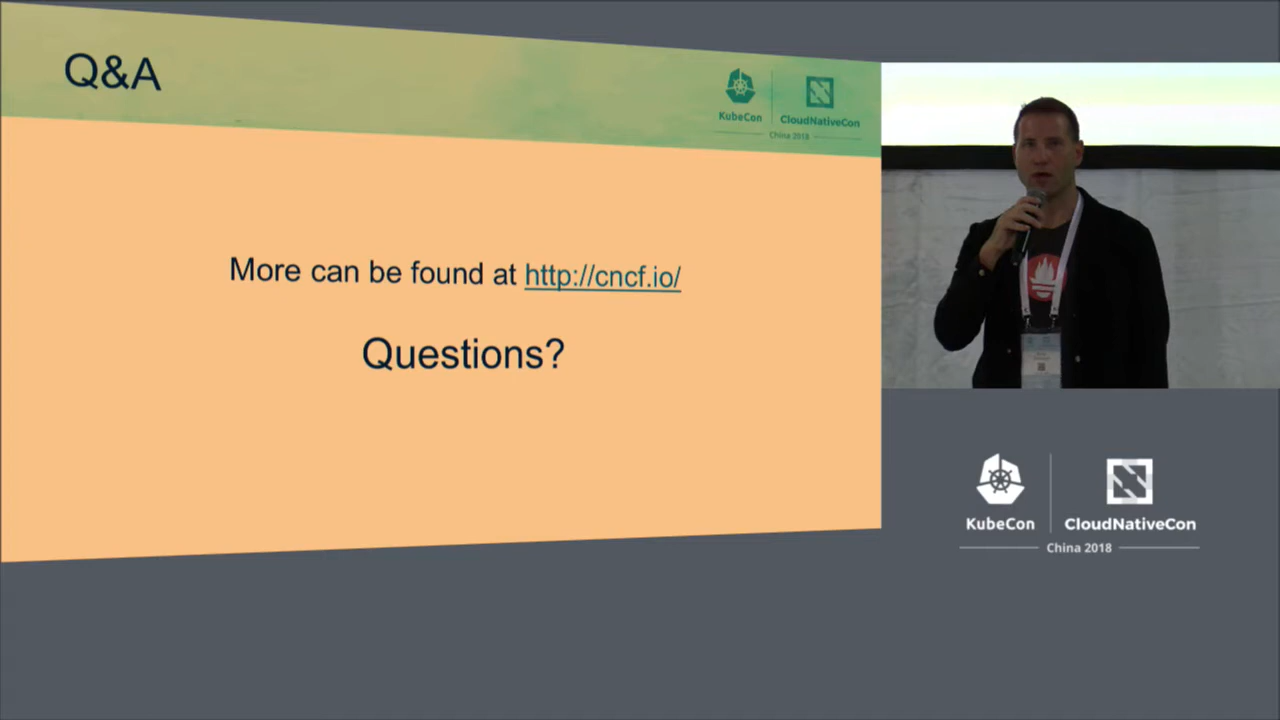 Q&A
KubeCon
CloudNativeCon
China 2018
More can be found at http://cncf.io/
Questions?
KubeCon
CloudNativeCon
China 2018